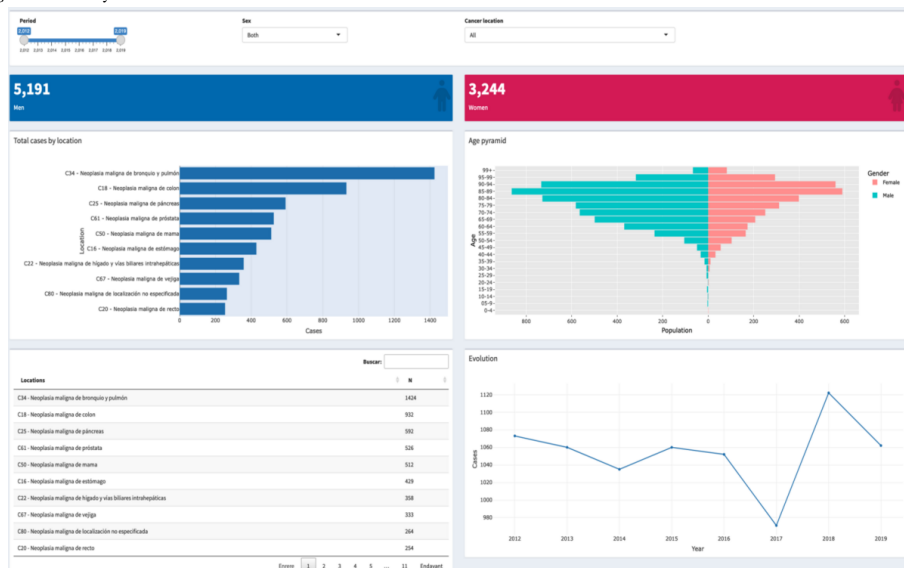 Period
Sex
Cancer location
2,012
2,019
Both
All
2,012 2,013 2,014 2,015 2,016 2,017 2,018 2,019
5,191
Men
3,244
Women
Total cases by location
C34 - Neoplasia maligna de bronquio y pulmón
C18 - Neoplasia maligne de colon
C25 - Neoplasia maligna de páncreas
C61 - Neoplasia maligna de próstata
C50 - Neoplasia maligna de mama
C16 - Neoplasia maligna de estómago
C22 - Neoplasia maligna de hígado y vías biliares intrahepáticas
C67 - Neoplasia maligna de vejiga
C80 - Neoplasia maligna de localización no especificada
C20 - Neoplasia maligna de recto
Location
0 200 400 600 800 1000 1200 1400
Cases
Age pyramid
99+
95-99
90-94
85-89
80-84
75-79
70-74
65-69
60-64
55-59
50-54
45-49
40-44
35-39
30-34
25-29
20-24
15-19
10-14
05-9
0-4
Age
800 600 400 200 0 200 400 600
Population
Gender
Female
Male
Buscar:
Locations N
C34 - Neoplasia maligna de bronquio y pulmón 1424
C18 - Neoplasia maligna de colon 932
C25 - Neoplasia maligna de páncreas 592
C61 - Neoplasia maligna de próstata 526
C50 - Neoplasia maligna de mama 512
C16 - Neoplasia maligna de estómago 429
C22 - Neoplasia maligna de hígado y vías biliares intrahepáticas 358
C67 - Neoplasia maligna de vejiga 333
C80 - Neoplasia maligna de localización no especificada 264
C20 - Neoplasia maligna de recto 254
1 2 3 4 5 ... 11 Endavant
Evolution
1120
1100
1080
1060
1040
1020
1000
980
Cases
2012 2013 2014 2015 2016 2017 2018 2019
Year